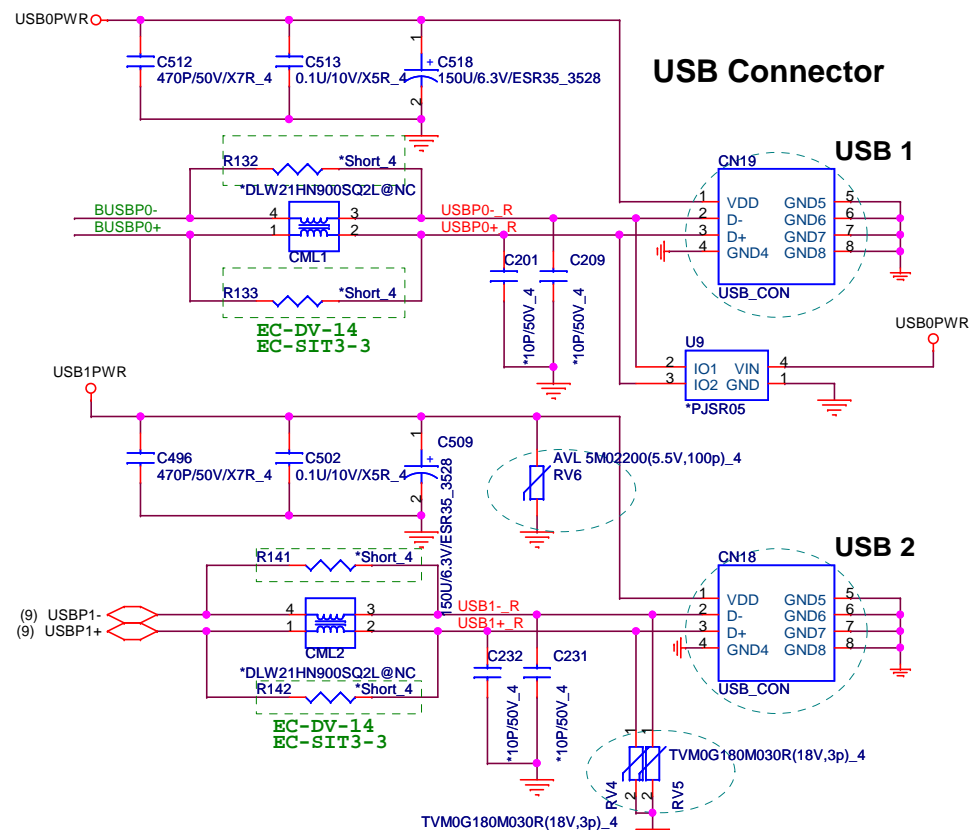 USB0PWR
C512
470P/50V/X7R_4
C513
0.1U/10V/X5R_4
1
+
C518
150U/6.3V/ESR35_3528
2
USB Connector
USB 1
R132
*Short_4
*DLW21HN900SQ2L@NC
BUSBP0-
BUSBP0+
4
1
3
2
CML1
R133
*Short_4
EC-DV-14
EC-SIT3-3
USBP0-_R
USBP0+_R
C201
*10P/50V_4
C209
*10P/50V_4
CN19
1 VDD GND5 5
2 D- GND6 6
3 D+ GND7 7
4 GND4 GND8 8
USB_CON
USB0PWR
U9
2 IO1 VIN 4
3 IO2 GND 1
*PJSR05
USB1PWR
C496
470P/50V/X7R_4
C502
0.1U/10V/X5R_4
1
+
C509
150U/6.3V/ESR35_3528
2
AVL 5M02200(5.5V,100p)_4
RV6
USB 2
R141
*Short_4
(9) USBP1-
(9) USBP1+
4
1
3
2
CML2
*DLW21HN900SQ2L@NC
R142
*Short_4
EC-DV-14
EC-SIT3-3
USB1-_R
USB1+_R
C232
*10P/50V_4
C231
*10P/50V_4
CN18
1 VDD GND5 5
2 D- GND6 6
3 D+ GND7 7
4 GND4 GND8 8
USB_CON
1
1
TVM0G180M030R(18V,3p)_4
RV4
2
2
RV5
TVM0G180M030R(18V,3p)_4